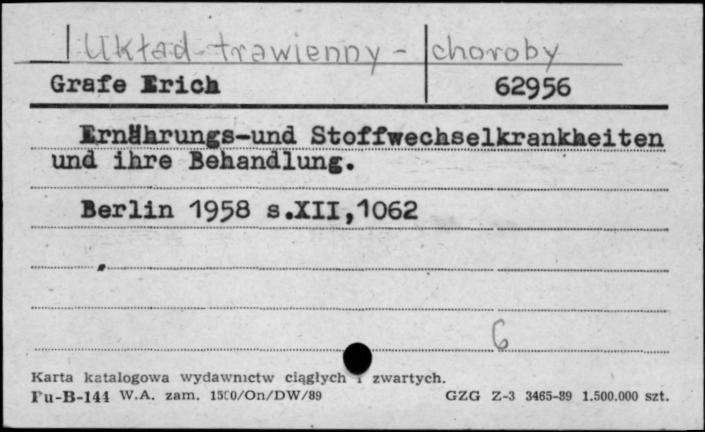 Układ trawienny - choroby
Grafe Erich 62956
Ernährungs-und Stoffwechselkrankheiten
und ihre Behandlung.
Berlin 1958 s.XII,1062
6
Karta katalogowa wydawnictw ciągłych i zwartych.
Pu-B-144 W.A. zam. 1500/On/DW/89 GZG Z-3 3465-89 1.500.000 szt.